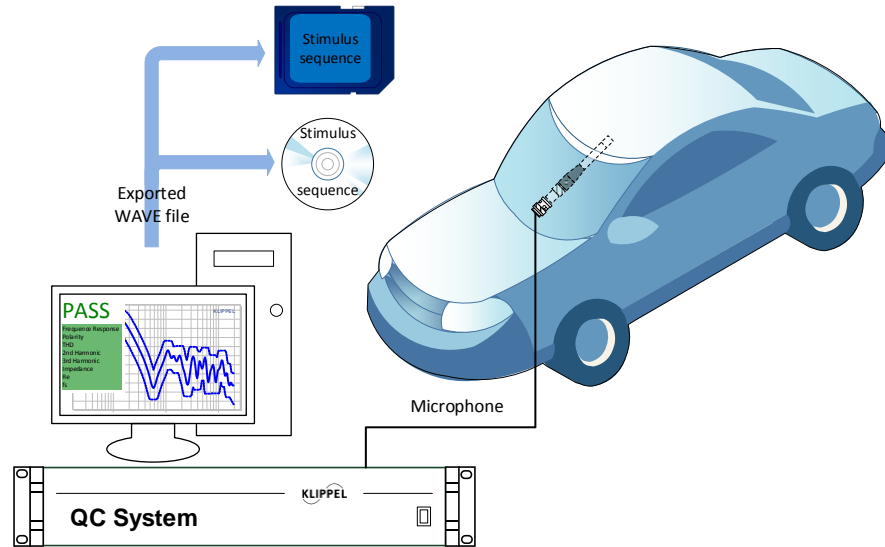 Stimulus
sequence
Stimulus
sequence
Exported
WAVE file
PASS
KLIPPEL
Frequence Response
Polarity
THD
2nd Harmonic
3rd Harmonic
Impedance
Re
fs
Microphone
KLIPPEL
QC System